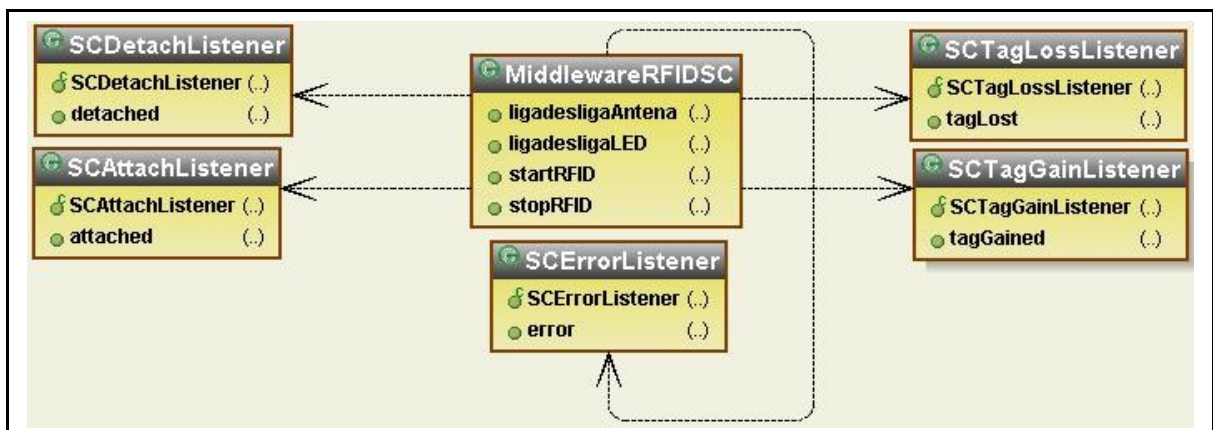 SCDetachListener
SCDetachListener (..)
detached (..)
SCAttachListener
SCAttachListener (..)
attached (..)
MiddlewareRFIDSC
ligadesligaAntena (..)
ligadesligaLED (..)
startRFID (..)
stopRFID (..)
SCErrorListener
SCErrorListener (..)
error (..)
SCTagLossListener
SCTagLossListener (..)
tagLost (..)
SCTagGainListener
SCTagGainListener (..)
tagGained (..)